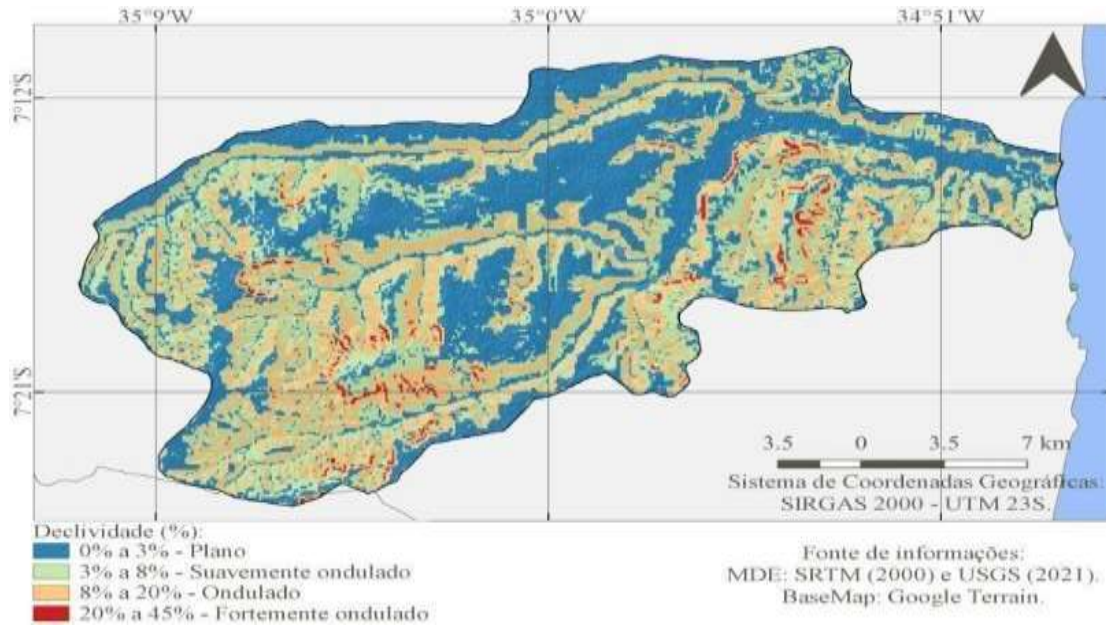 35°9'W 35°0'W 34°51'W
7°12'S
7°21'S
3.5 0 3.5 7 km
Sistema de Coordenadas Geográficas:
SIRGAS 2000 - UTM 23S.
Declividade (%):
0% a 3% - Plano
3% a 8% - Suavemente ondulado
8% a 20% - Ondulado
20% a 45% - Fortemente ondulado
Fonte de informações:
MDE: SRTM (2000) e USGS (2021).
BaseMap: Google Terrain.